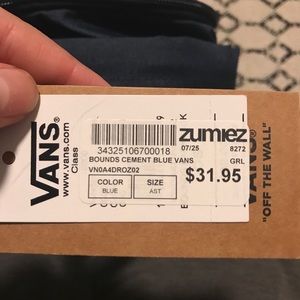 VANS®
www.vans.com
Class
zumiez
34325106700018
07/25 8272
BOUNDS CEMENT BLUE VANS GRL
VN0A4DROZ02
COLOR
BLUE
SIZE
AST
$31.95
VANS®
"OFF THE WALL"